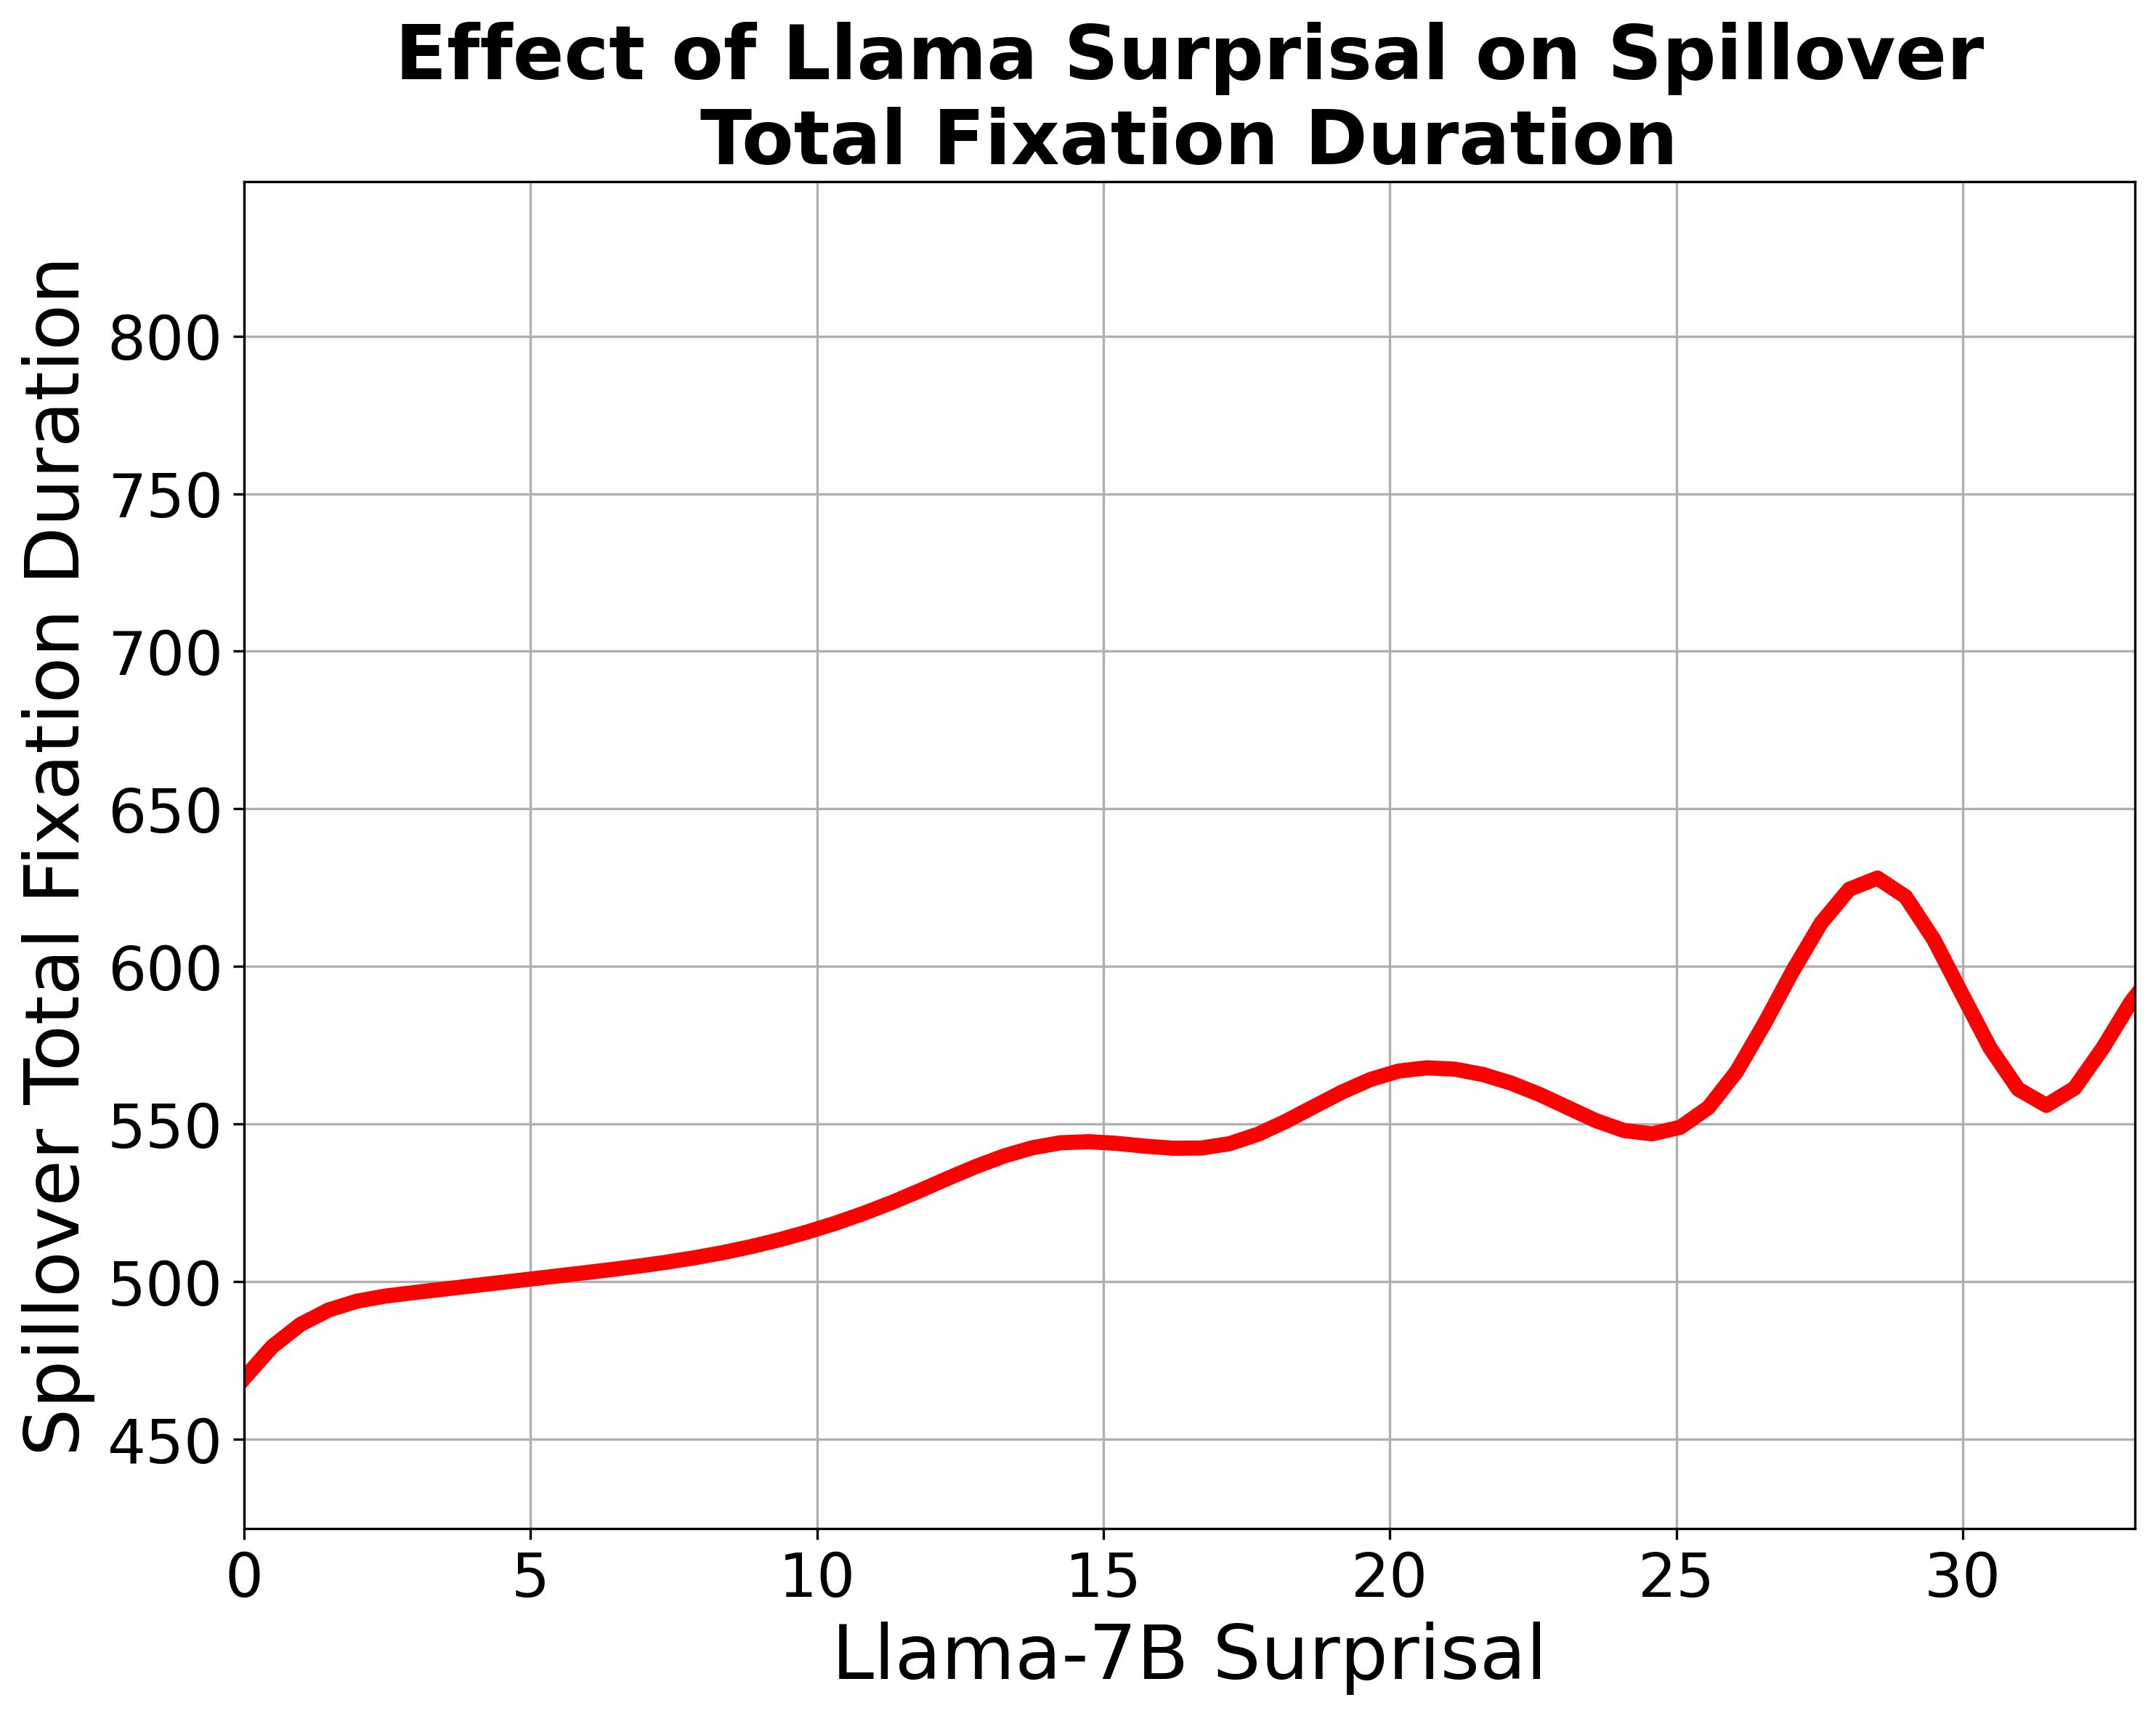 Effect of Llama Surprisal on Spillover
Total Fixation Duration
Spillover Total Fixation Duration
800
750
700
650
600
550
500
450
0 5 10 15 20 25 30
Llama-7B Surprisal